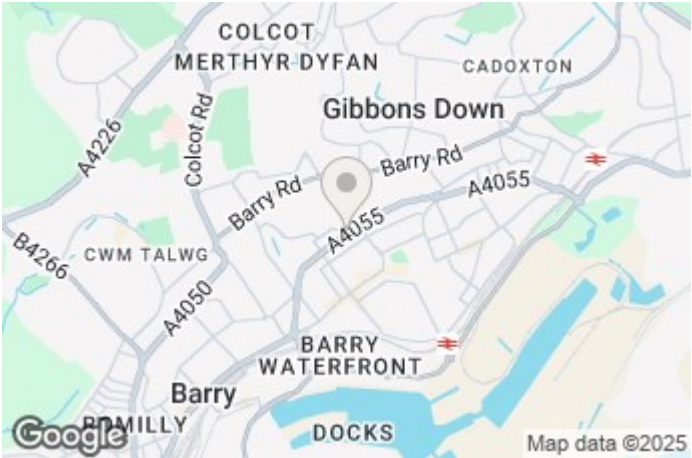 COLCOT
MERTHYR DYFAN
CADOXTON
Gibbons Down
A4226
Colcot Rd
Barry Rd
Barry Rd
A4055
A4055
B4266
CWM TALWG
A4050
BARRY
WATERFRONT
Barry
ROMILLY
DOCKS
Google
Map data ©2025